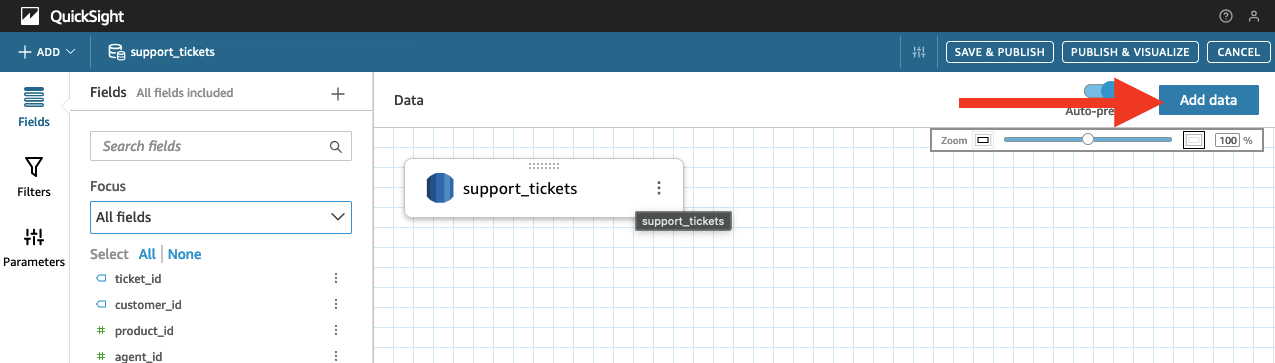 QuickSight
ADD
support_tickets
SAVE & PUBLISH
PUBLISH & VISUALIZE
CANCEL
Fields
Filters
Parameters
Fields All fields included
Search fields
Focus
All fields
Select All None
ticket_id
customer_id
product_id
agent_id
Data
Auto-pre
Add data
Zoom 100 %
support_tickets
support_tickets